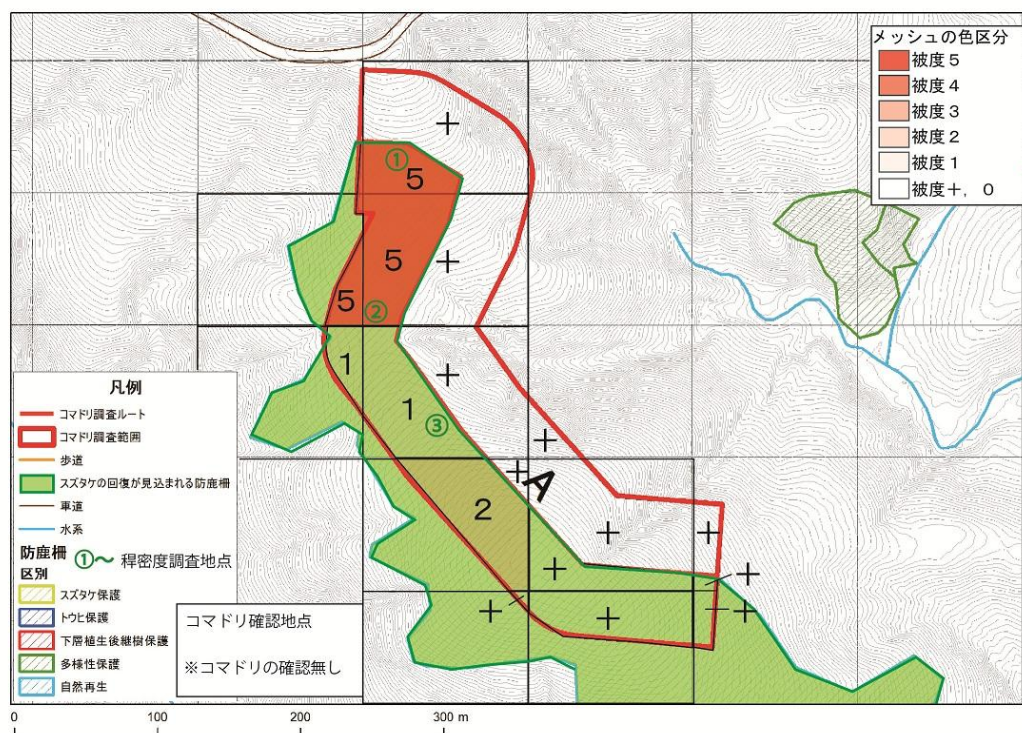 メッシュの色区分
被度5
被度4
被度3
被度2
被度1
被度+, 0
+
①
5
5
+
5
②
1
+
1
③
+
+
A
2
+
+
+
+
+
+
+
凡例
コマドリ調査ルート
コマドリ調査範囲
歩道
スズタケの回復が見込まれる防鹿柵
車道
水系
防鹿柵 ①~ 稈密度調査地点
区別
スズタケ保護
トウヒ保護
下層植生後継樹保護
多様性保護
自然再生
コマドリ確認地点
※コマドリの確認無し
0 100 200 300 m